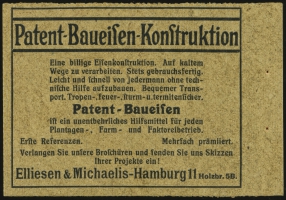 Patent-Baueisen-Konstruktion
Eine billige Eisenkonstruktion. Auf kaltem
Wege zu verarbeiten. Stets gebrauchsfertig.
Leicht und schnell von jedermann ohne tech-
nische Hilfe aufzubauen. Bequemer Trans-
port. Tropen-, Feuer-, Sturm- u. termitensicher.
Patent-Baueisen
ist ein unentbehrliches Hilfsmittel für jeden
Plantagen-, Farm- und Faktoreibetrieb.
Erste Referenzen. Mehrfach prämiiert.
Verlangen Sie unsere Broschüren und senden Sie uns Skizzen
Ihrer Projekte ein!
Elliesen & Michaelis-Hamburg 11 Holzbr. 5B.